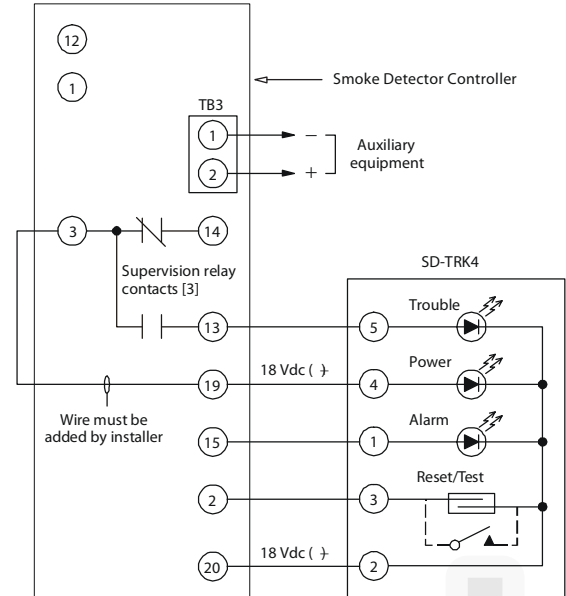 12
1
Smoke Detector Controller
TB3
1
−
2
+
Auxiliary
equipment
3
14
Supervision relay
contacts [3]
13
SD-TRK4
Trouble
5
19
18 Vdc ( + )
Power
4
Wire must be
added by installer
15
Alarm
1
2
Reset/Test
3
20
18 Vdc ( + )
2